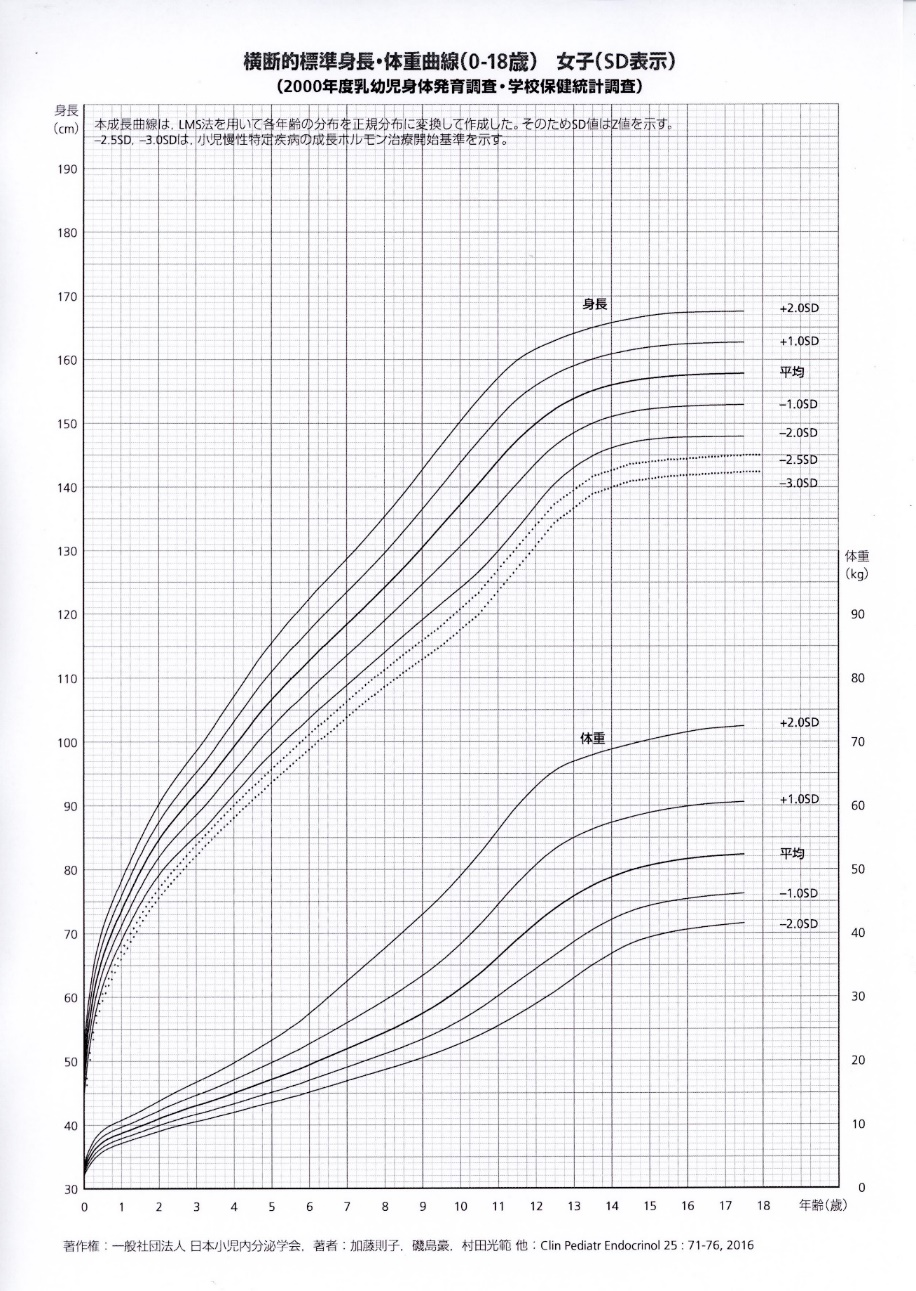 横断的標準身長・体重曲線(0-18歳) 女子(SD表示)
(2000年度乳幼児身体発育調査・学校保健統計調査)
身長
(cm)
本成長曲線は, LMS法を用いて各年齢の分布を正規分布に変換して作成した。そのためSD値はZ値を示す。
−2.5SD, −3.0SDは, 小児慢性特定疾病の成長ホルモン治療開始基準を示す。
190
180
170
160
150
140
130
120
110
100
90
80
70
60
50
40
30
身長
+2.0SD
+1.0SD
平均
−1.0SD
−2.0SD
−2.5SD
−3.0SD
体重
(kg)
90
80
70
60
50
40
30
20
10
0
体重
+2.0SD
+1.0SD
平均
−1.0SD
−2.0SD
0 1 2 3 4 5 6 7 8 9 10 11 12 13 14 15 16 17 18 年齢(歳)
著作権:一般社団法人 日本小児内分泌学会, 著者:加藤則子, 磯島豪, 村田光範 他:Clin Pediatr Endocrinol 25 : 71-76, 2016